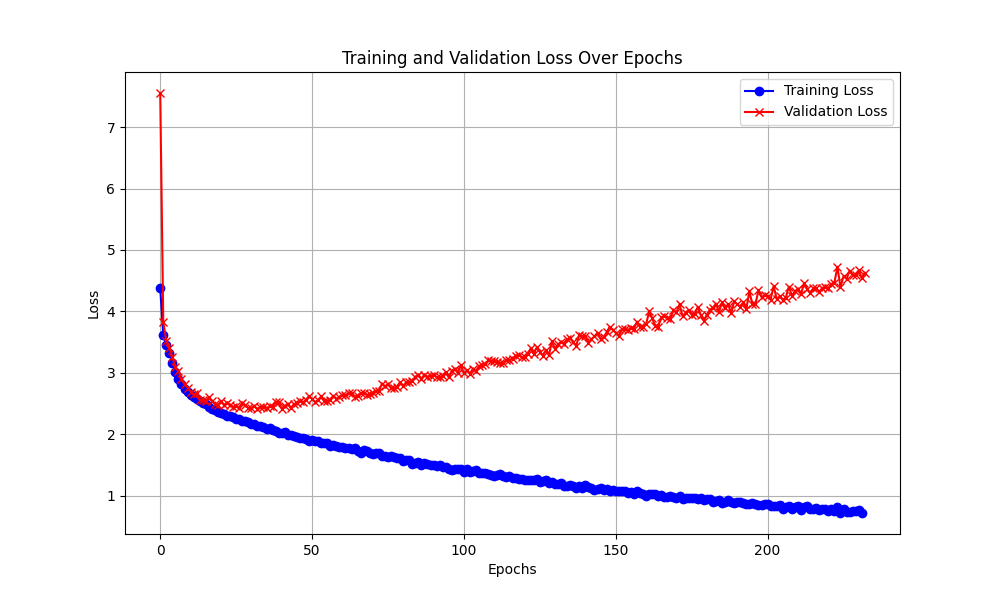 Training and Validation Loss Over Epochs
Training Loss
Validation Loss
7
6
5
4
3
2
1
Loss
0
50
100
150
200
Epochs